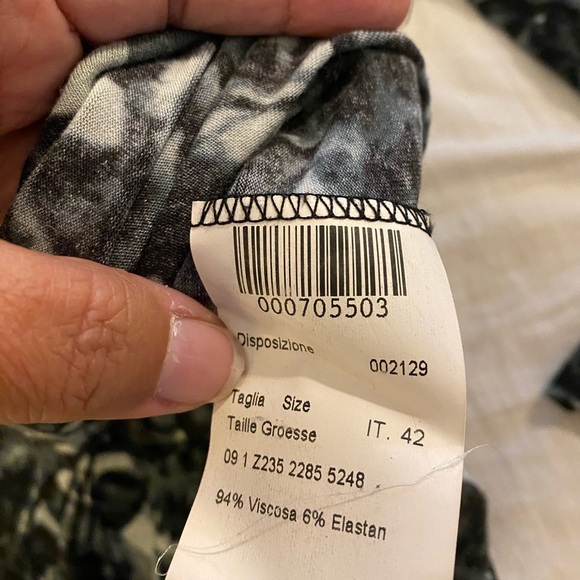 000705503
Disposizione
002129
Taglia Size
Taille Groesse IT. 42
09 1 Z235 2285 5248
94% Viscosa 6% Elastan